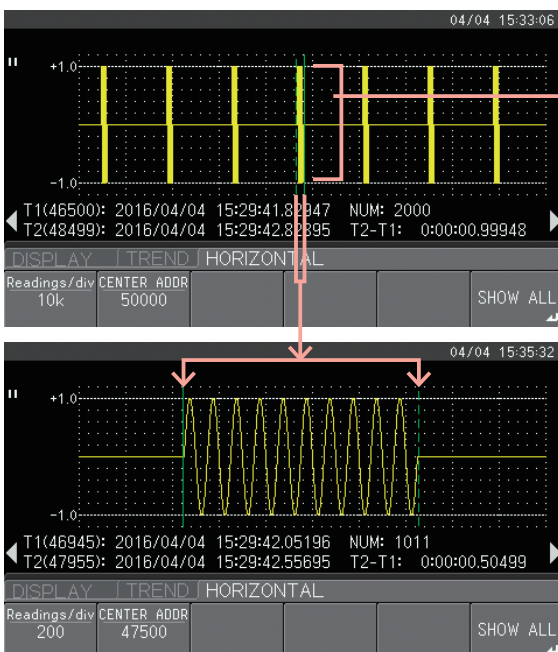 04/04 15:33:06
+1.0
-1.0
T1(46500): 2016/04/04 15:29:41.82947 NUM: 2000
T2(48499): 2016/04/04 15:29:42.82895 T2-T1: 0:00:00.99948
DISPLAY TREND HORIZONTAL
Readings/div CENTER ADDR
10k 50000 SHOW ALL
04/04 15:35:32
+1.0
-1.0
T1(46945): 2016/04/04 15:29:42.05196 NUM: 1011
T2(47955): 2016/04/04 15:29:42.55695 T2-T1: 0:00:00.50499
DISPLAY TREND HORIZONTAL
Readings/div CENTER ADDR
200 47500 SHOW ALL